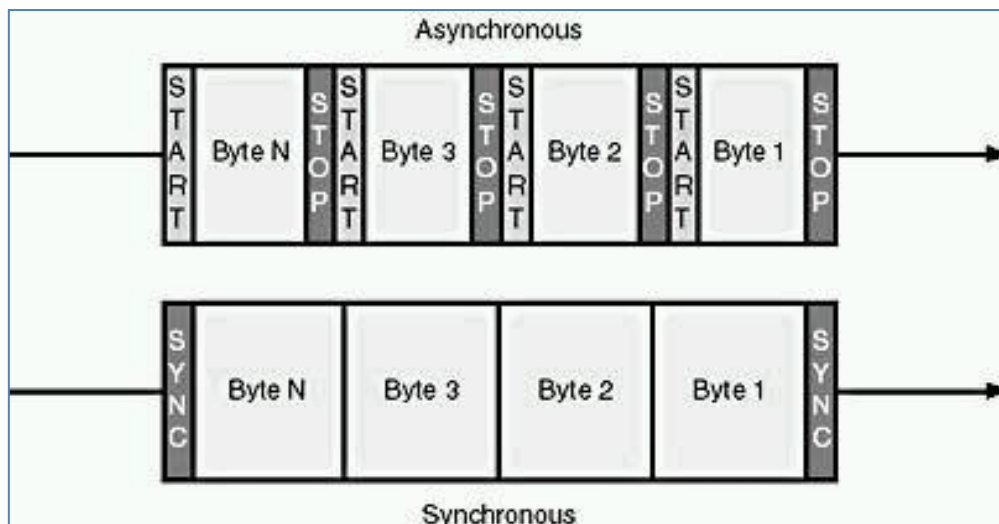 Asynchronous
START Byte N STOP START Byte 3 STOP START Byte 2 STOP START Byte 1 STOP
SYNC Byte N Byte 3 Byte 2 Byte 1 SYNC
Synchronous